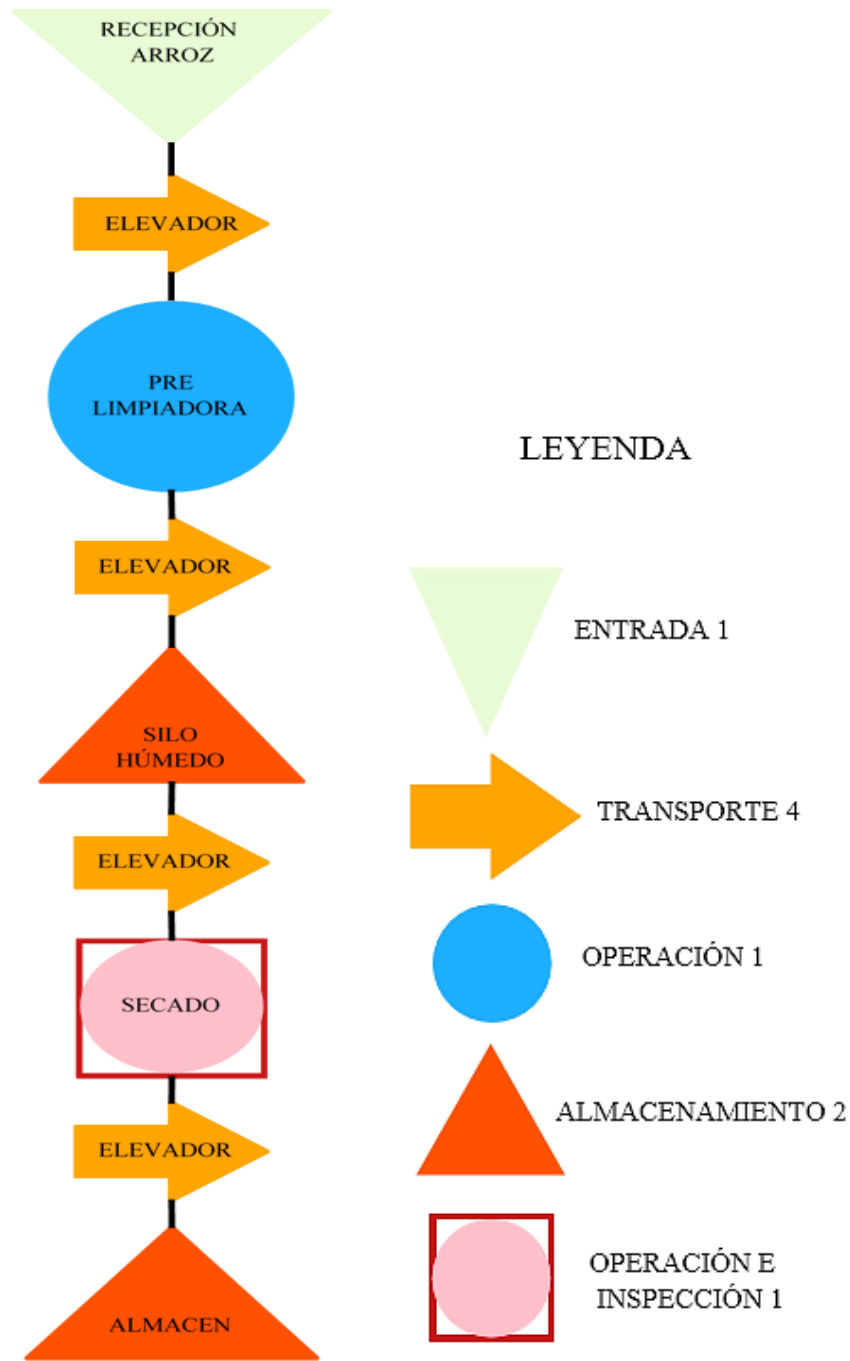 RECEPCIÓN
ARROZ
ELEVADOR
PRE
LIMPIADORA
ELEVADOR
SILO
HÚMEDO
ELEVADOR
SECADO
ELEVADOR
ALMACEN
LEYENDA
ENTRADA 1
TRANSPORTE 4
OPERACIÓN 1
ALMACENAMIENTO 2
OPERACIÓN E
INSPECCIÓN 1